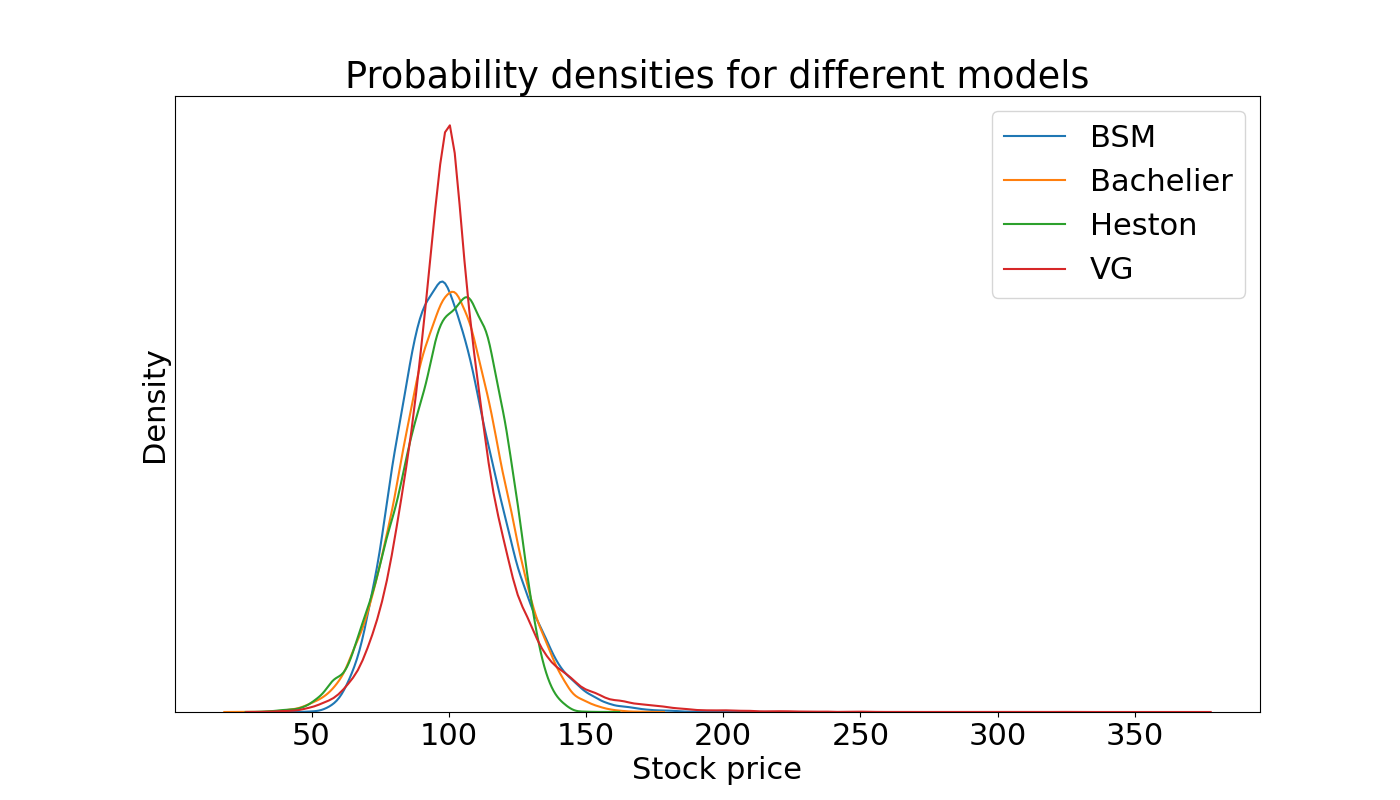 Probability densities for different models
BSM
Bachelier
Heston
VG
Density
50 100 150 200 250 300 350
Stock price